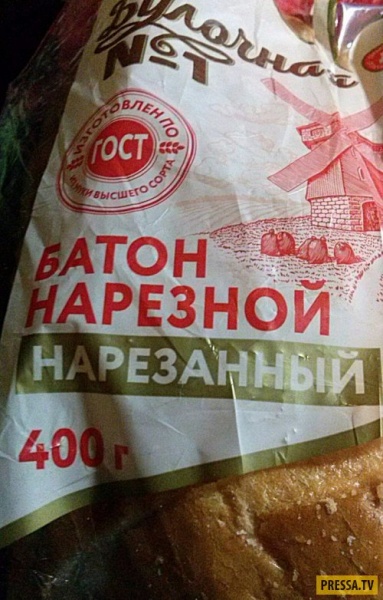 Булочная
№1
ИЗГОТОВЛЕН ПО
ГОСТ
МУКИ ВЫСШЕГО СОРТА
БАТОН
НАРЕЗНОЙ
НАРЕЗАННЫЙ
400 г
PRESSA.TV